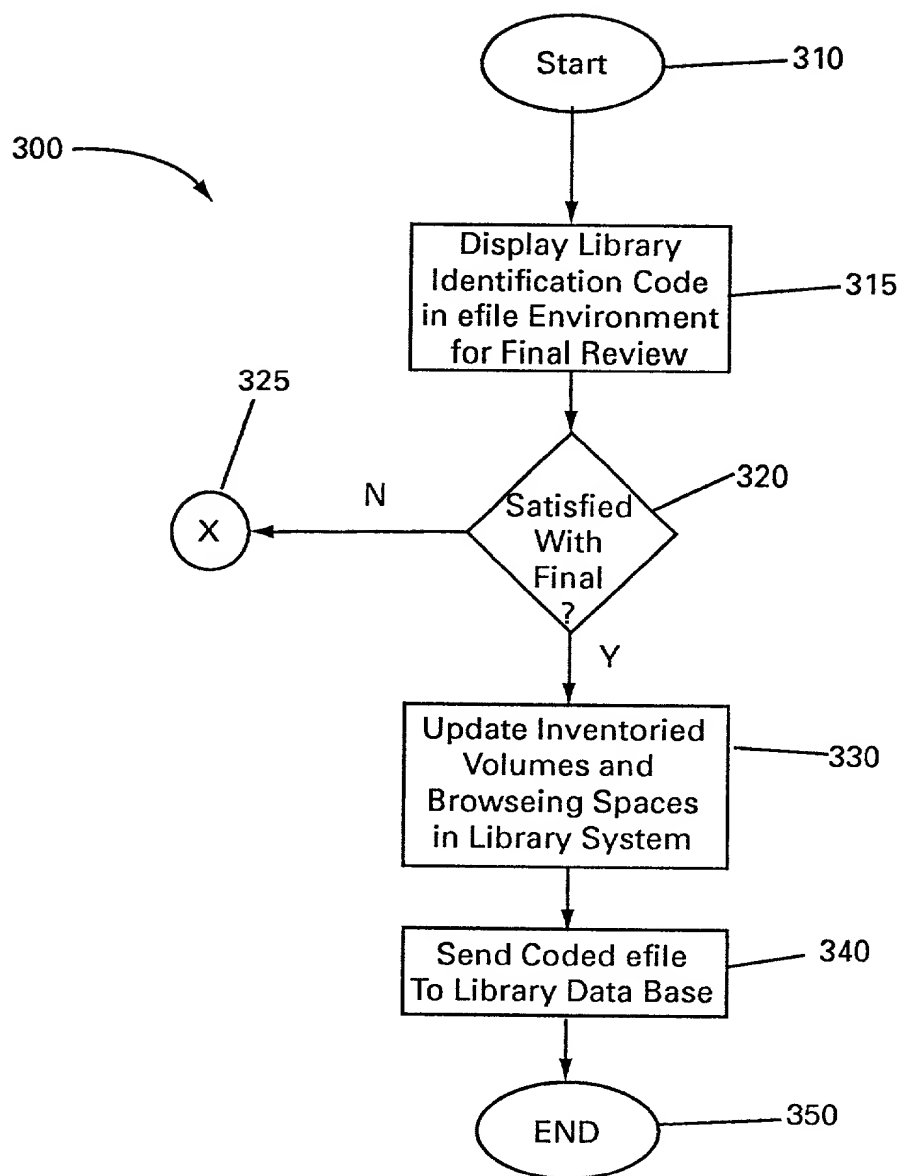 Start
310
300
Display Library
Identification Code
in efile Environment
for Final Review
315
325
320
N
X
Satisfied
With
Final
?
Y
Update Inventoried
Volumes and
Browseing Spaces
in Library System
330
Send Coded efile
To Library Data Base
340
END
350